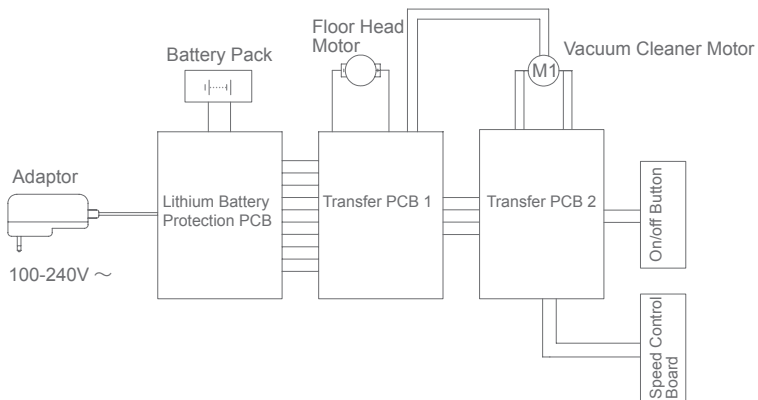 Floor Head
Motor
Battery Pack
Vacuum Cleaner Motor
M1
Adaptor
Lithium Battery
Protection PCB
Transfer PCB 1
Transfer PCB 2
On/off Button
100-240V ～
Speed Control
Board